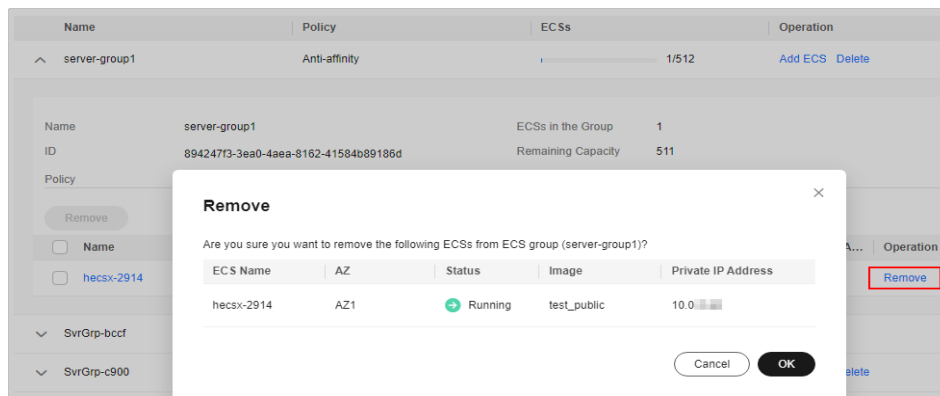 Name Policy ECSs Operation
server-group1 Anti-affinity 1/512 Add ECS Delete
Name server-group1 ECSs in the Group 1
ID 894247f3-3ea0-4aea-8162-41584b89186d Remaining Capacity 511
Policy
Remove
Remove
Are you sure you want to remove the following ECSs from ECS group (server-group1)?
Name A... Operation
ECS Name AZ Status Image Private IP Address
hecsx-2914 Remove
hecsx-2914 AZ1 Running test_public 10.0
SvrGrp-bccf
Cancel OK
SvrGrp-c900 elete